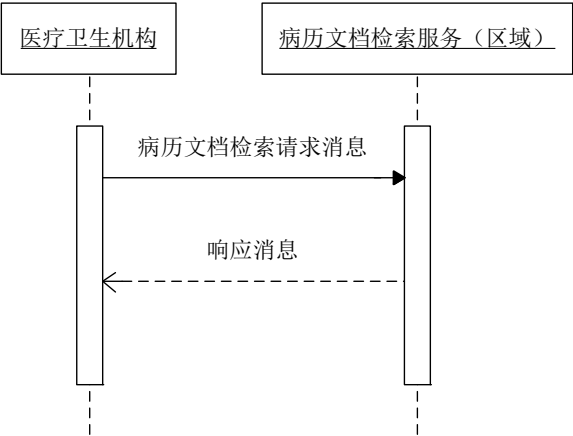 医疗卫生机构
病历文档检索服务（区域）
病历文档检索请求消息
响应消息